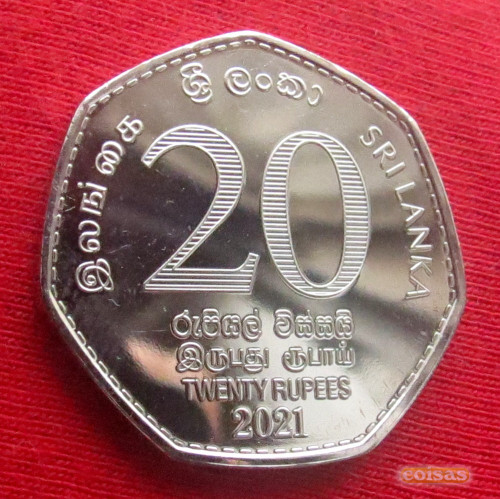 ශ්‍රී ලංකා
இலங்கை
SRI LANKA
20
රුපියල් විස්සයි
இருபது ரூபாய்
TWENTY RUPEES
2021
coisas